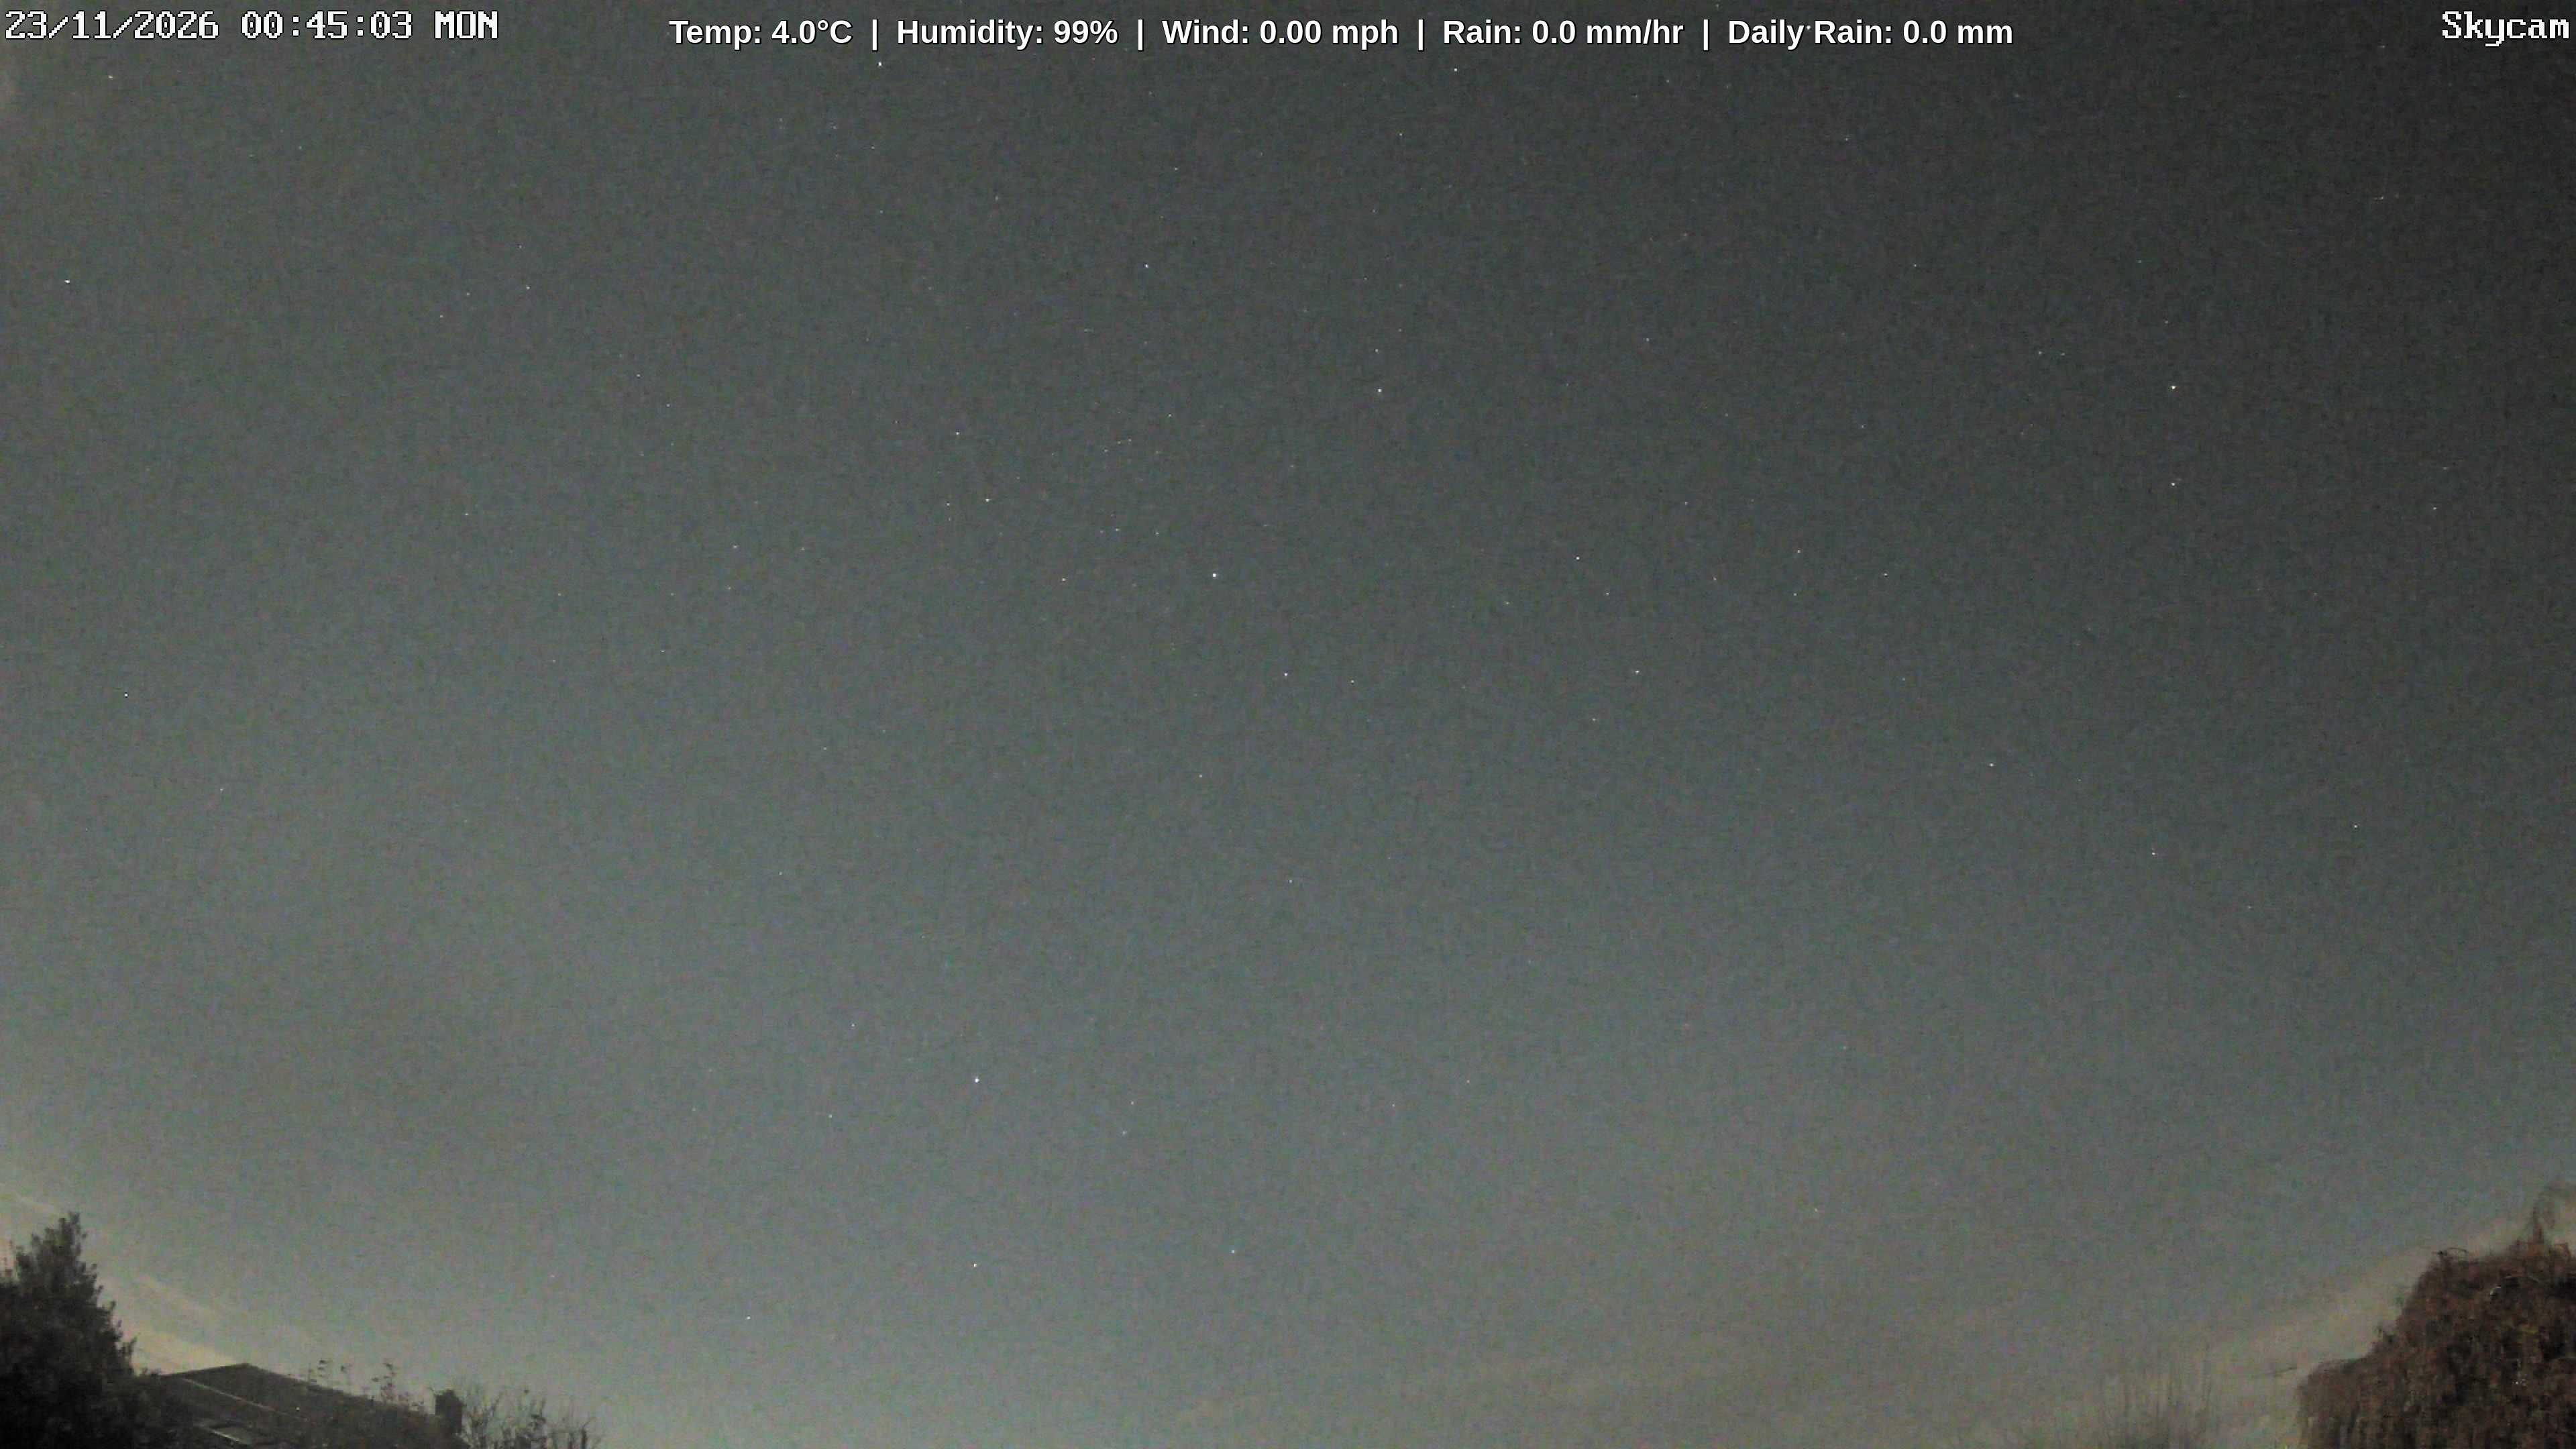 23/11/2026 00:45:03 MON
Temp: 4.0°C | Humidity: 99% | Wind: 0.00 mph | Rain: 0.0 mm/hr | Daily Rain: 0.0 mm
Skycam